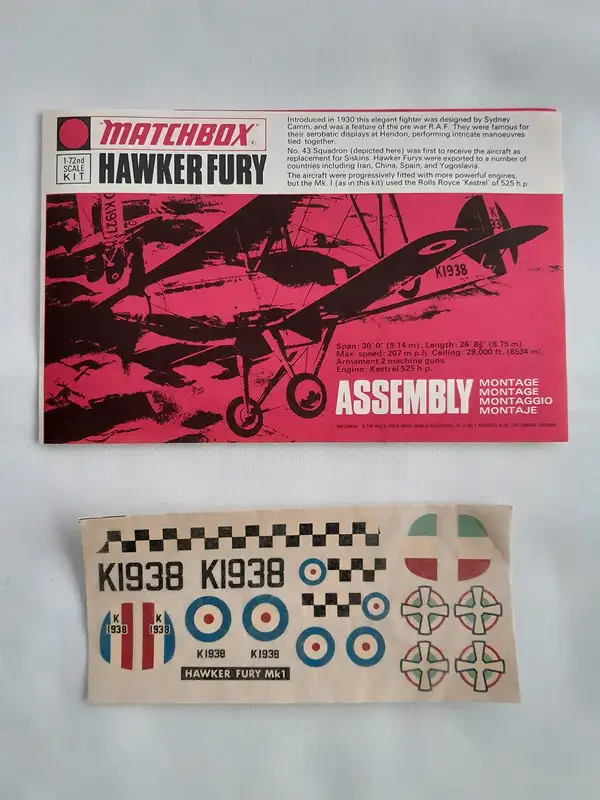 "MATCHBOX"
1-72nd
SCALE
KIT
HAWKER FURY
Introduced in 1930 this elegant fighter was designed by Sydney
Camm, and was a feature of the pre war R.A.F. They were famous for
their aerobatic displays at Hendon, performing intricate manoeuvres
tied together.
No. 43 Squadron (depicted here) was first to receive the aircraft as
replacement for Siskins. Hawker Furys were exported to a number of
countries including Iran, China, Spain, and Yugoslavia.
The aircraft were progressively fitted with more powerful engines,
but the Mk. I (as in this kit) used the Rolls Royce 'Kestrel' of 525 h.p.
K1927
K1938
Span: 30' 0" (9.14 m); Length: 26' 8½" (8.75 m).
Max speed: 207 m.p.h. Ceiling: 28,000 ft. (8534 m).
Armament 2 machine guns.
Engine: Kestrel 525 h.p.
ASSEMBLY
MONTAGE
MONTAGE
MONTAGGIO
MONTAJE
K1938 K1938
K
1938
K
1938
K1938
K1938
HAWKER FURY Mk1